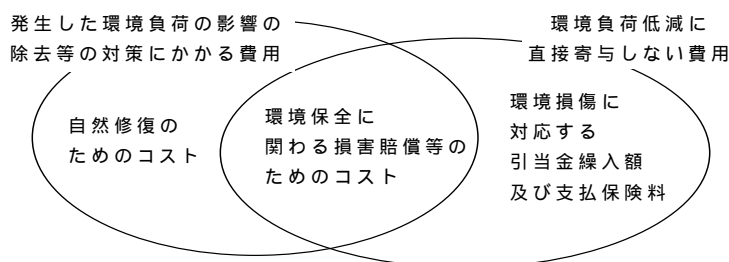 発生した環境負荷の影響の
除去等の対策にかかる費用
環境負荷低減に
直接寄与しない費用
自然修復の
ためのコスト
環境保全に
関わる損害賠償等の
ためのコスト
環境損傷に
対応する
引当金繰入額
及び支払保険料